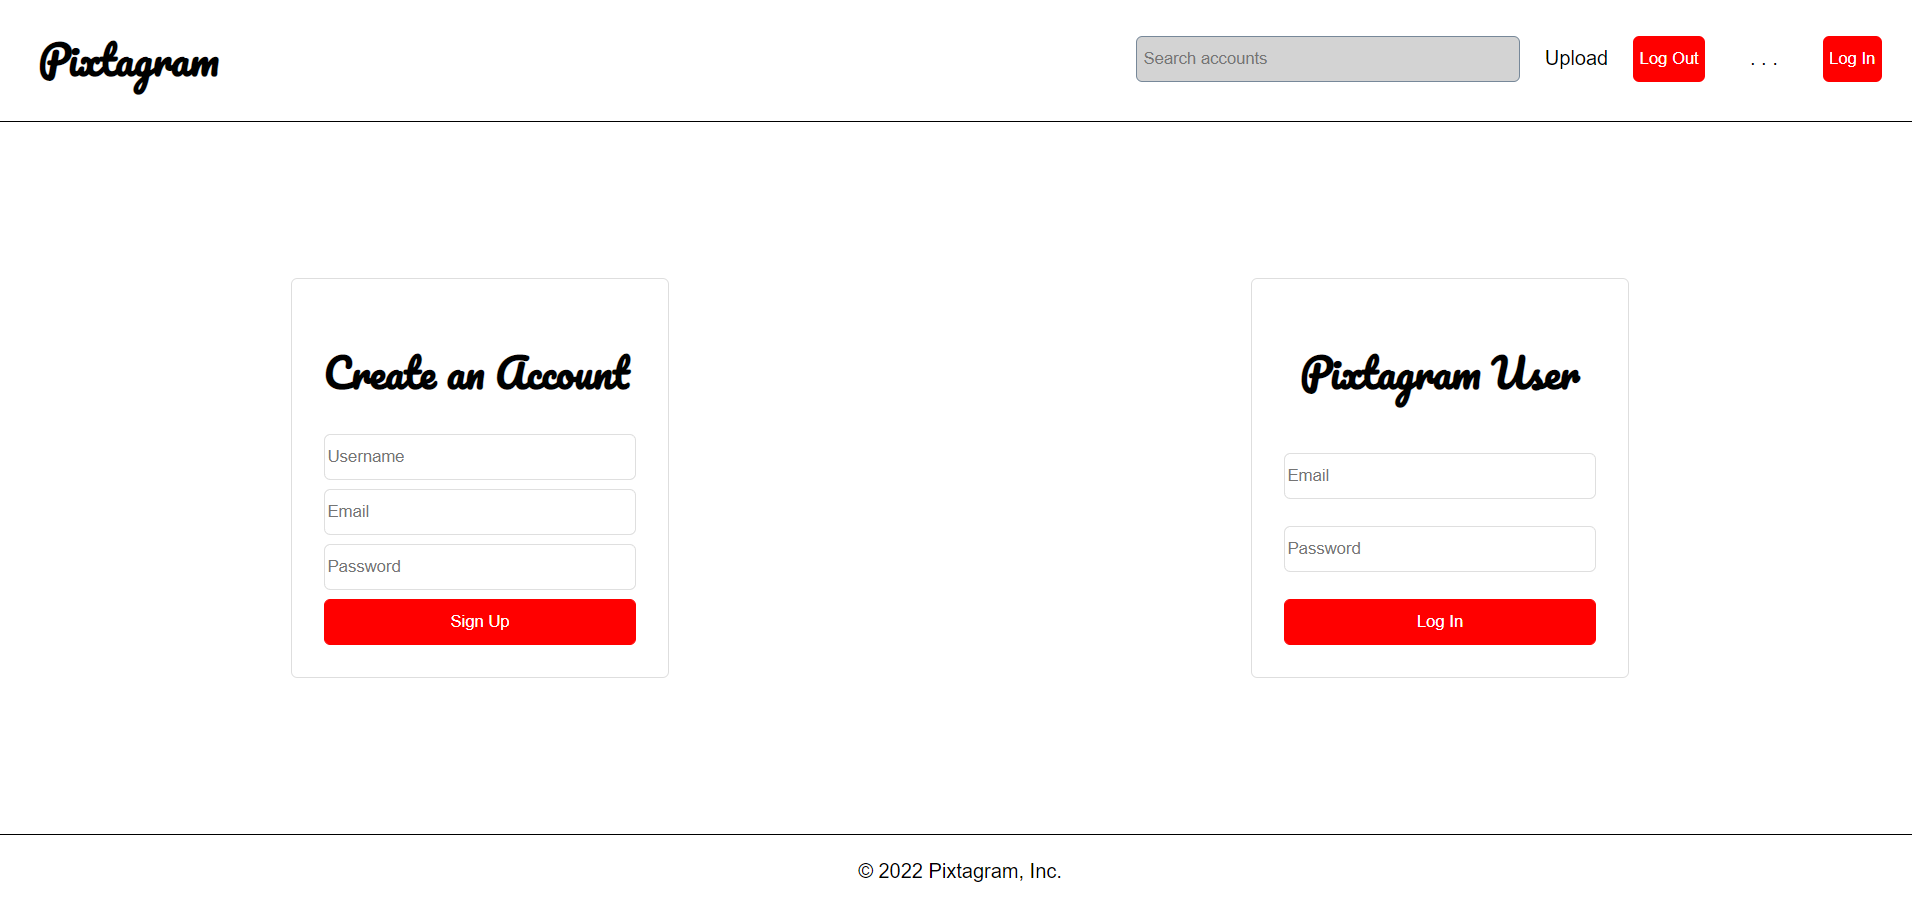 Pixtagram
Search accounts
Upload
Log Out
. . .
Log In
Create an Account
Username
Email
Password
Sign Up
Pixtagram User
Email
Password
Log In
© 2022 Pixtagram, Inc.